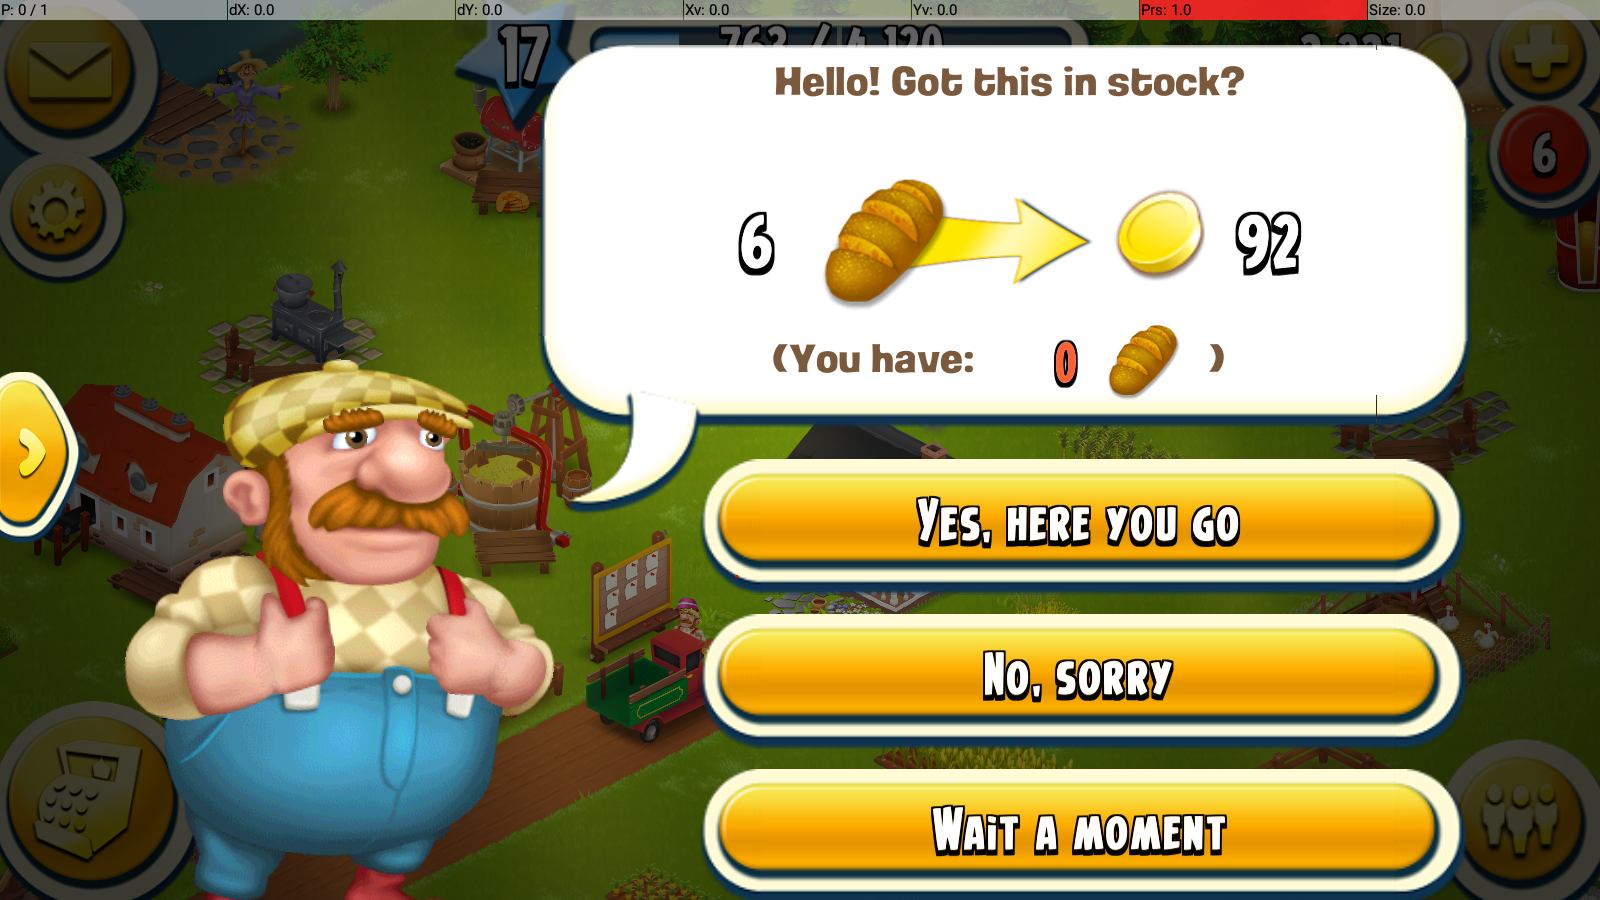 P: 0 / 1 dX: 0.0 dY: 0.0 Xv: 0.0 Yv: 0.0 Prs: 1.0 Size: 0.0
17
Hello! Got this in stock?
6
6 92
(You have: 0 )
Yes, here you go
No, sorry
Wait a moment